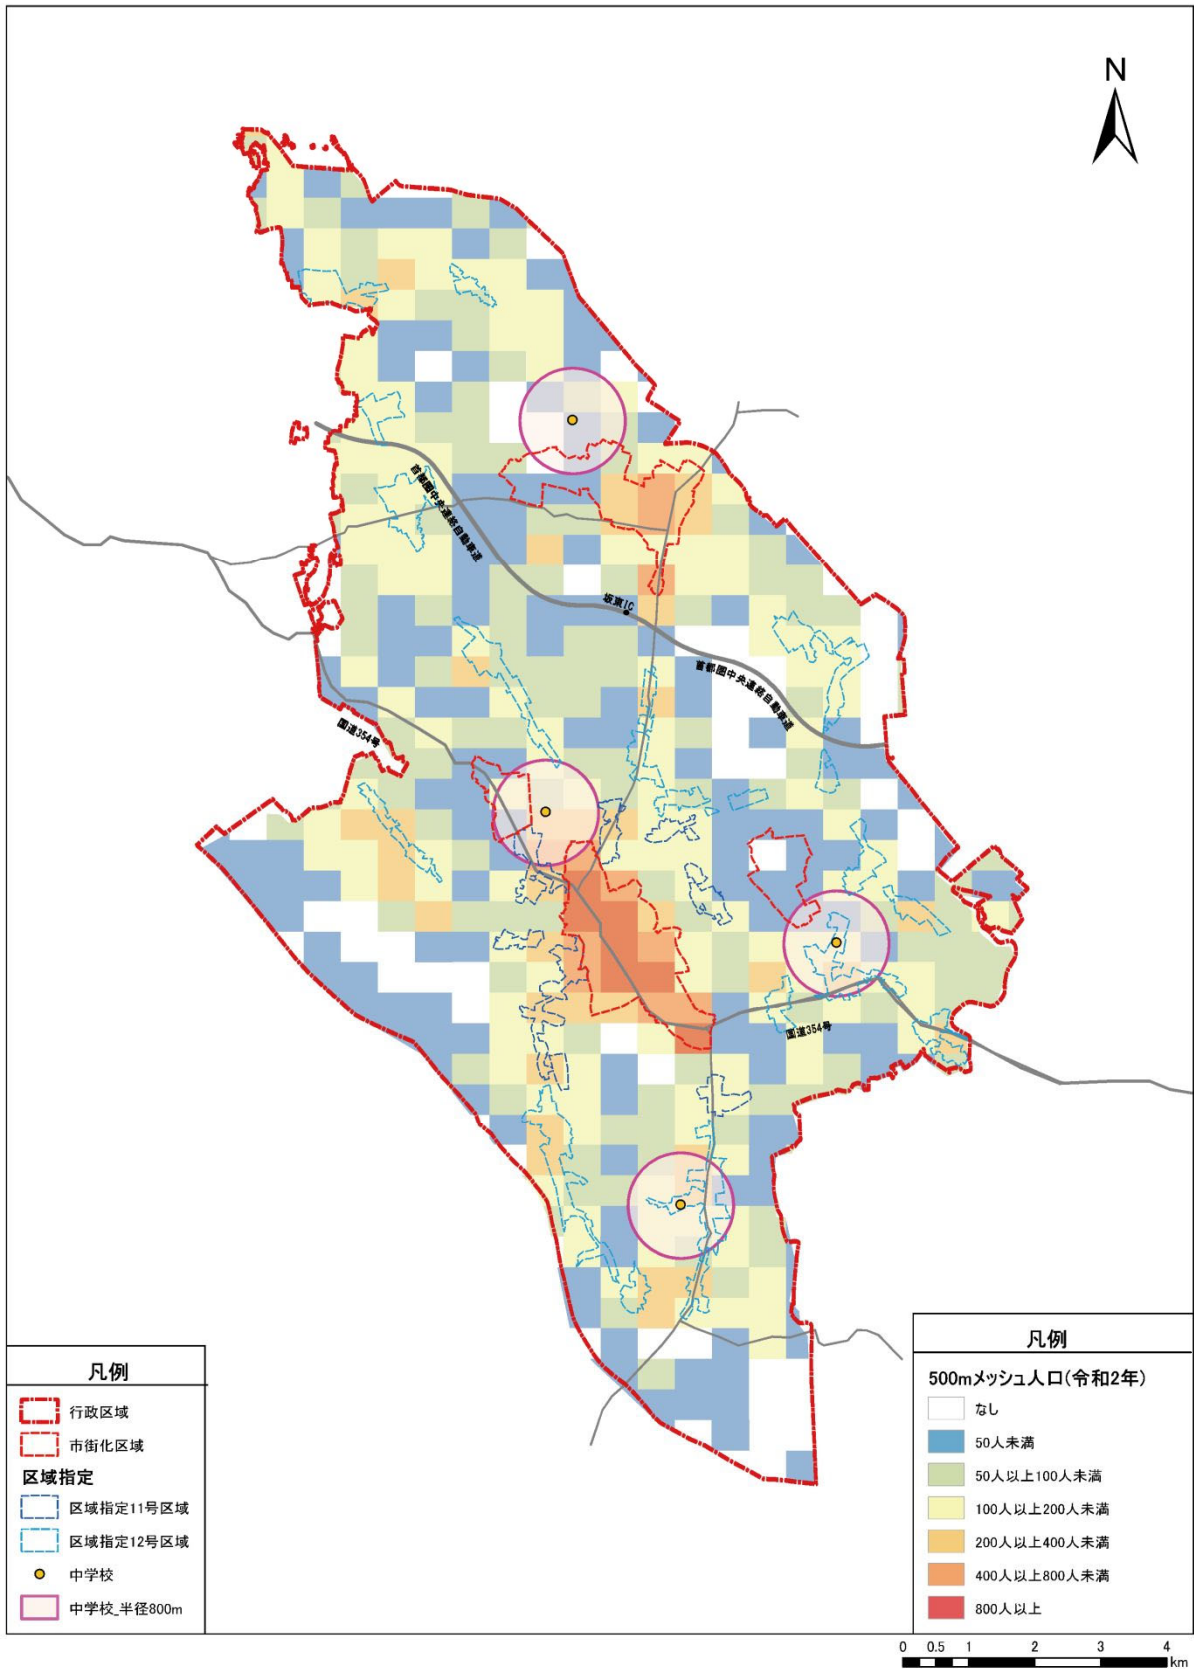 N
首都圏中央連絡自動車道
坂東IC
首都圏中央連絡自動車道
国道354号
国道354号
凡例
行政区域
市街化区域
区域指定
区域指定11号区域
区域指定12号区域
中学校
中学校_半径800m
凡例
500mメッシュ人口(令和2年)
なし
50人未満
50人以上100人未満
100人以上200人未満
200人以上400人未満
400人以上800人未満
800人以上
0 0.5 1 2 3 4
km